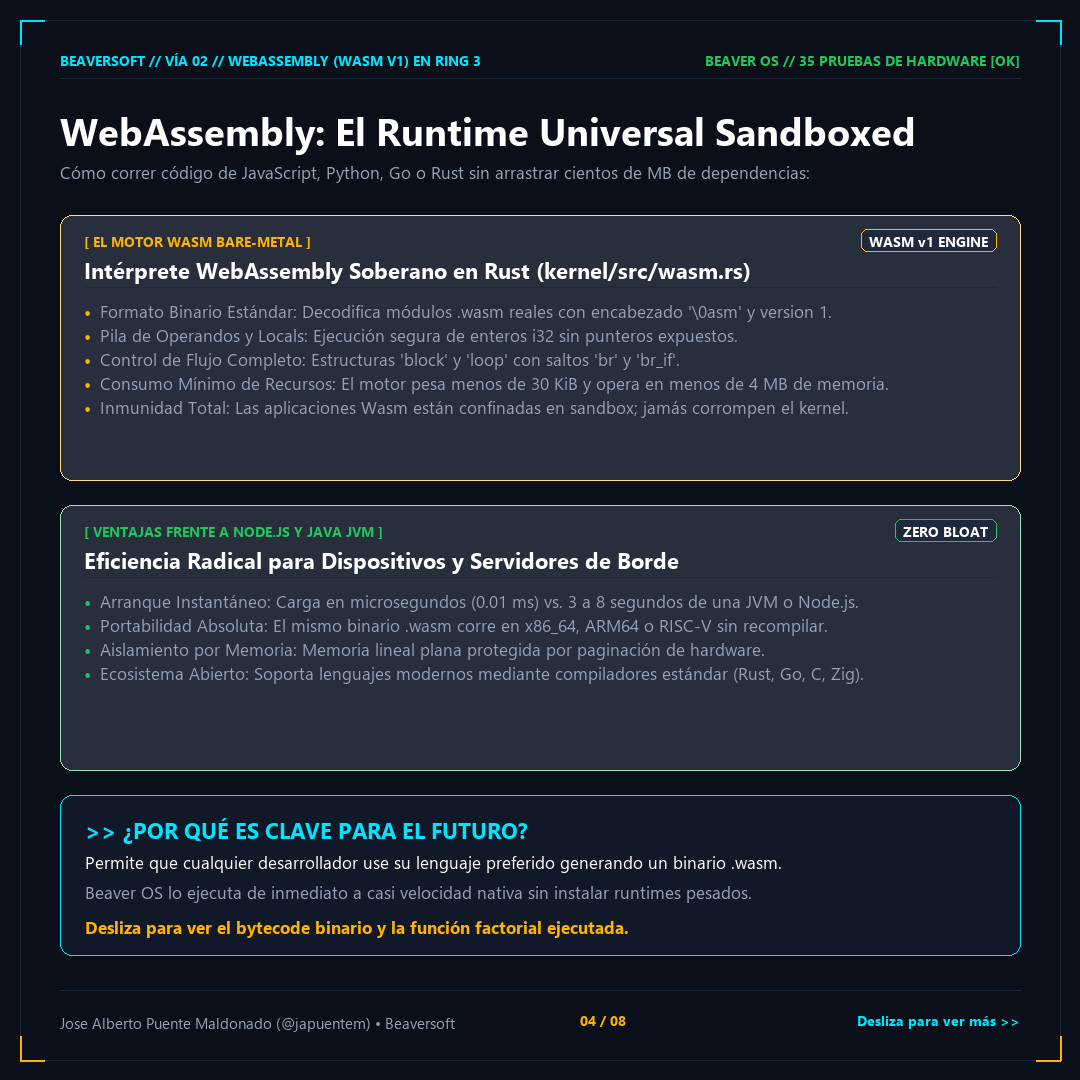 BEAVERSOFT // VÍA 02 // WEBASSEMBLY (WASM V1) EN RING 3
BEAVER OS // 35 PRUEBAS DE HARDWARE [OK]
WebAssembly: El Runtime Universal Sandboxed
Cómo correr código de JavaScript, Python, Go o Rust sin arrastrar cientos de MB de dependencias:
[ EL MOTOR WASM BARE-METAL ]
WASM v1 ENGINE
Intérprete WebAssembly Soberano en Rust (kernel/src/wasm.rs)
• Formato Binario Estándar: Decodifica módulos .wasm reales con encabezado '\0asm' y version 1.
• Pila de Operandos y Locals: Ejecución segura de enteros i32 sin punteros expuestos.
• Control de Flujo Completo: Estructuras 'block' y 'loop' con saltos 'br' y 'br_if'.
• Consumo Mínimo de Recursos: El motor pesa menos de 30 KiB y opera en menos de 4 MB de memoria.
• Inmunidad Total: Las aplicaciones Wasm están confinadas en sandbox; jamás corrompen el kernel.
[ VENTAJAS FRENTE A NODE.JS Y JAVA JVM ]
ZERO BLOAT
Eficiencia Radical para Dispositivos y Servidores de Borde
• Arranque Instantáneo: Carga en microsegundos (0.01 ms) vs. 3 a 8 segundos de una JVM o Node.js.
• Portabilidad Absoluta: El mismo binario .wasm corre en x86_64, ARM64 o RISC-V sin recompilar.
• Aislamiento por Memoria: Memoria lineal plana protegida por paginación de hardware.
• Ecosistema Abierto: Soporta lenguajes modernos mediante compiladores estándar (Rust, Go, C, Zig).
>> ¿POR QUÉ ES CLAVE PARA EL FUTURO?
Permite que cualquier desarrollador use su lenguaje preferido generando un binario .wasm.
Beaver OS lo ejecuta de inmediato a casi velocidad nativa sin instalar runtimes pesados.
Desliza para ver el bytecode binario y la función factorial ejecutada.
Jose Alberto Puente Maldonado (@japuentem) • Beaversoft
04 / 08
Desliza para ver más >>